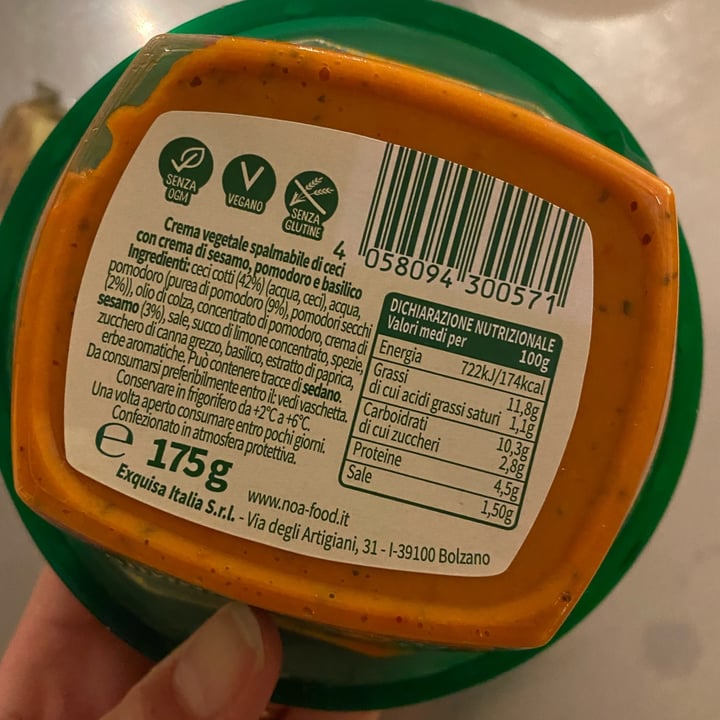 SENZA
OGM
VEGANO
SENZA
GLUTINE
Crema vegetale spalmabile di ceci
con crema di sesamo, pomodoro e basilico
Ingredienti: ceci cotti (42%) (acqua, ceci), acqua,
pomodoro (purea di pomodoro (9%), pomodori secchi
(2%)), olio di colza, concentrato di pomodoro, crema di
sesamo (3%), sale, succo di limone concentrato, spezie,
zucchero di canna grezzo, basilico, estratto di paprica,
erbe aromatiche. Può contenere tracce di sedano.
Da consumarsi preferibilmente entro il: vedi vaschetta.
Conservare in frigorifero da +2°C a +6°C.
Una volta aperto consumare entro pochi giorni.
Confezionato in atmosfera protettiva.
e 175g
www.noa-food.it
Exquisa Italia S.r.l. - Via degli Artigiani, 31 - I-39100 Bolzano
4 058094 300571
DICHIARAZIONE NUTRIZIONALE
Valori medi per 100g
Energia 722kJ/174kcal
Grassi 11,8g
di cui acidi grassi saturi 1,1g
Carboidrati 10,3g
di cui zuccheri 2,8g
Proteine 4,5g
Sale 1,50g